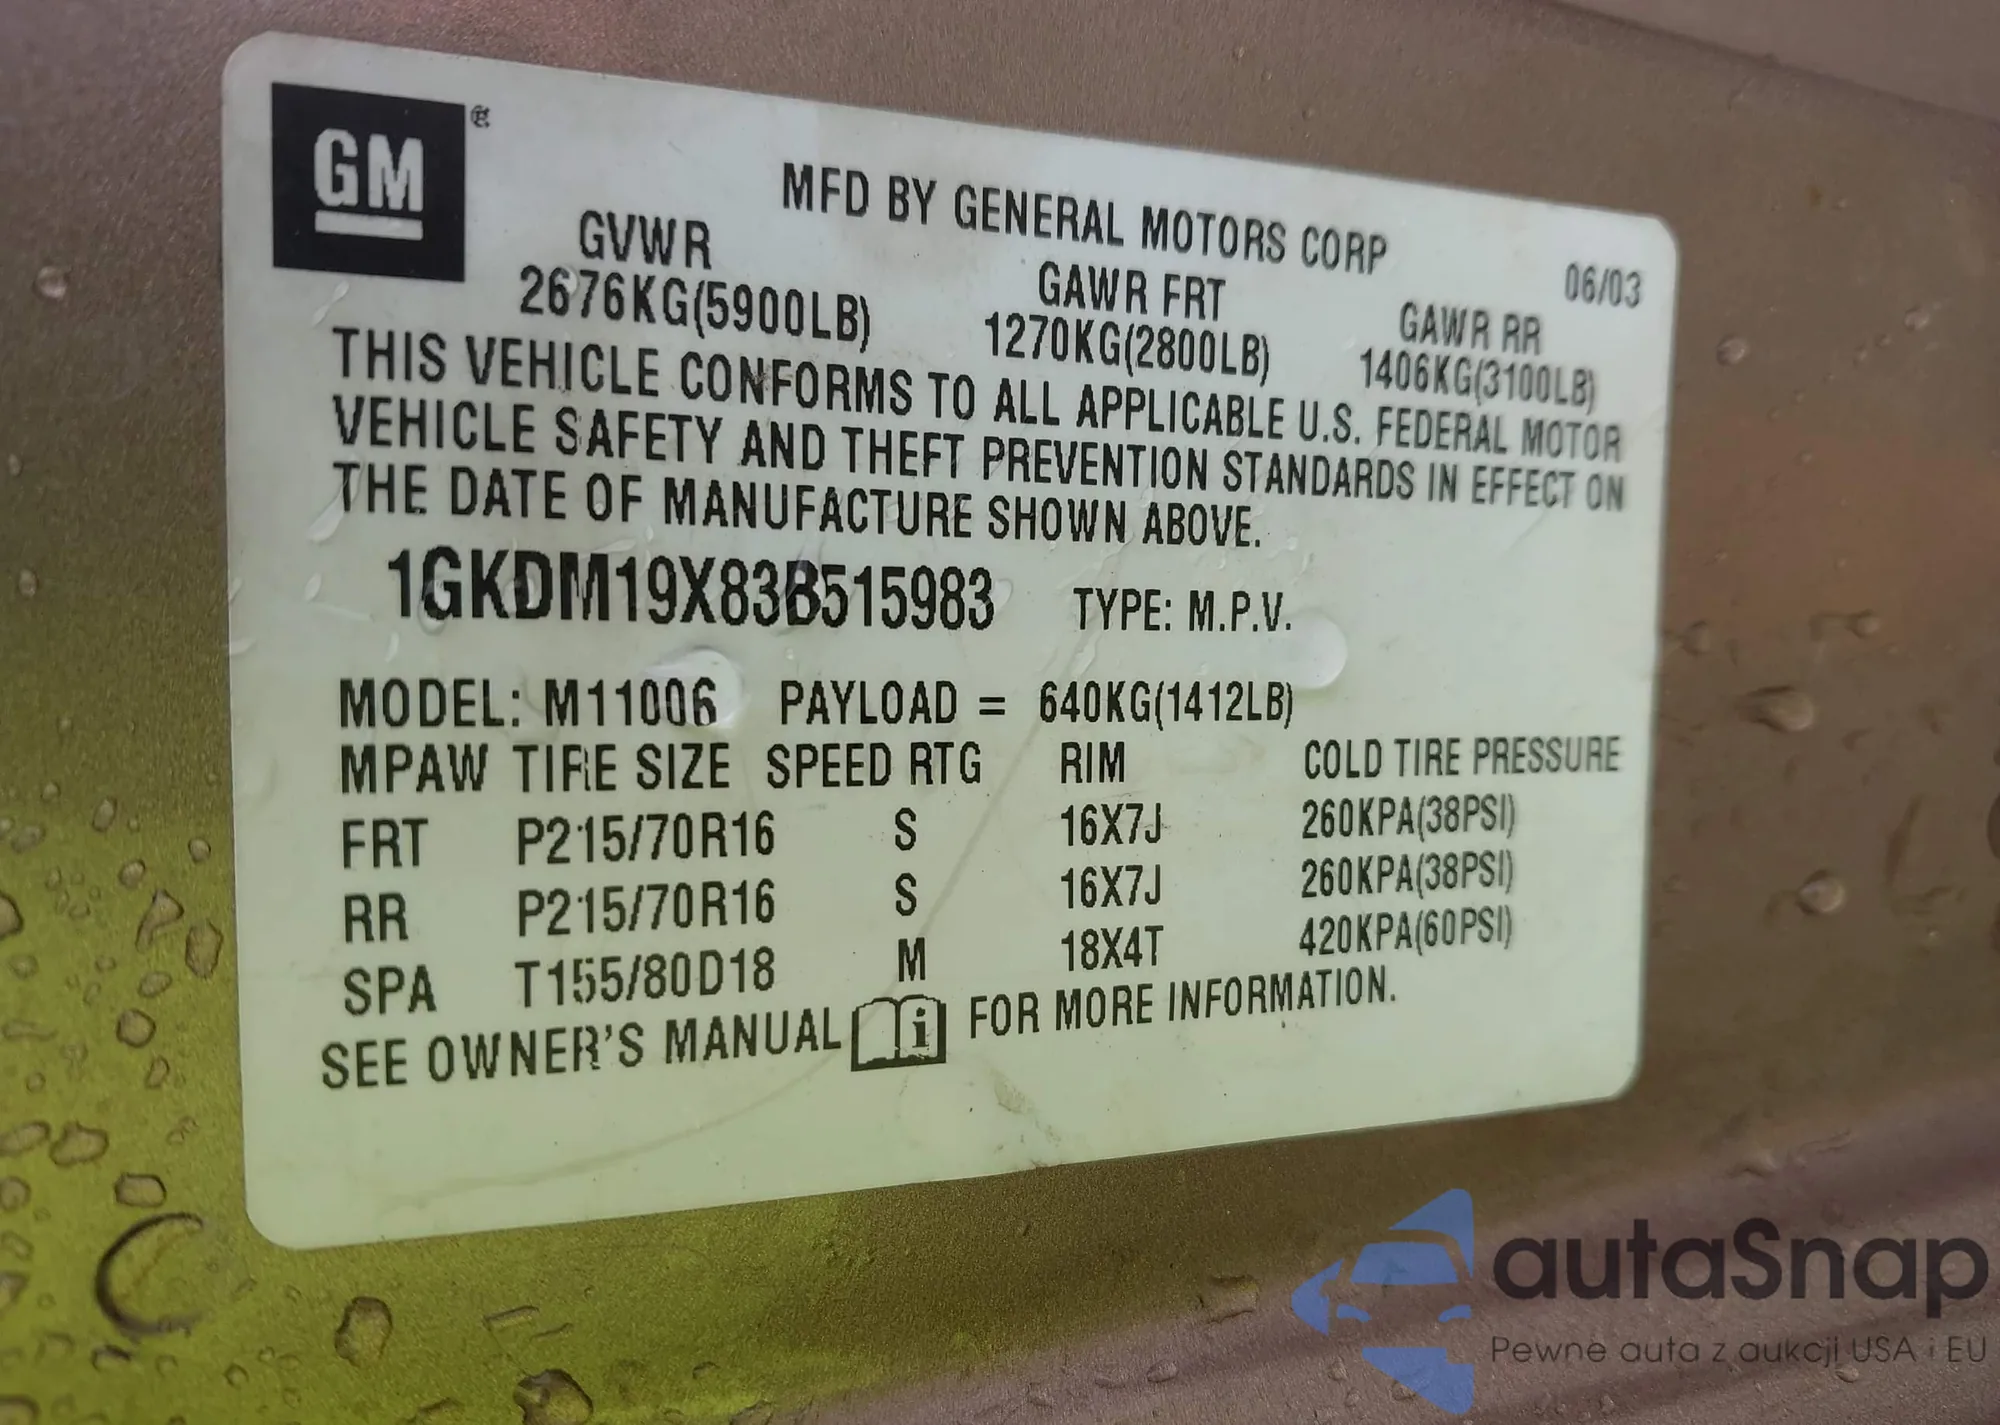 GM ®
MFD BY GENERAL MOTORS CORP
06/03
GVWR GAWR FRT GAWR RR
2676KG(5900LB) 1270KG(2800LB) 1406KG(3100LB)
THIS VEHICLE CONFORMS TO ALL APPLICABLE U.S. FEDERAL MOTOR
VEHICLE SAFETY AND THEFT PREVENTION STANDARDS IN EFFECT ON
THE DATE OF MANUFACTURE SHOWN ABOVE.
1GKDM19X83B515983 TYPE: M.P.V.
MODEL: M11006 PAYLOAD = 640KG(1412LB)
MPAW TIRE SIZE SPEED RTG RIM COLD TIRE PRESSURE
FRT P215/70R16 S 16X7J 260KPA(38PSI)
RR P215/70R16 S 16X7J 260KPA(38PSI)
SPA T155/80D18 M 18X4T 420KPA(60PSI)
SEE OWNER'S MANUAL i FOR MORE INFORMATION.
autaSnap
Pewne auta z aukcji USA i EU